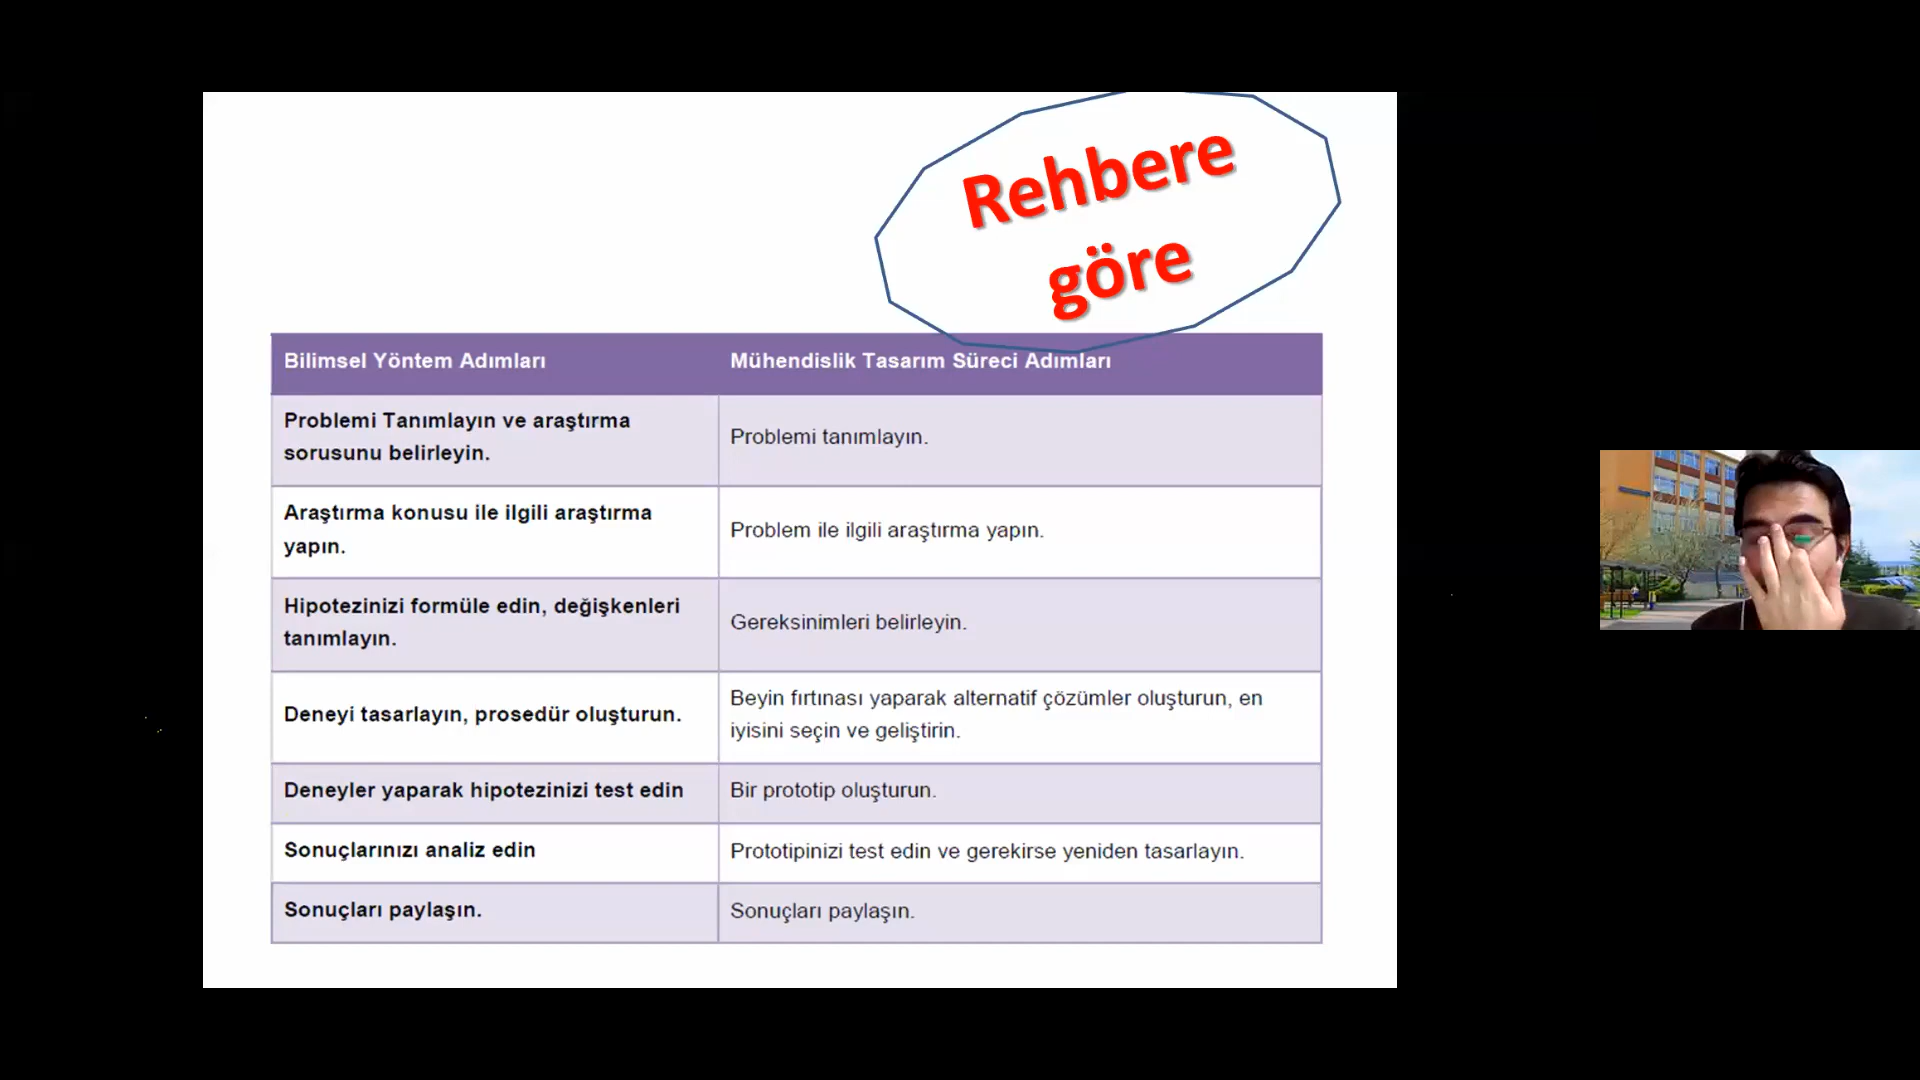 Rehbere
göre
Bilimsel Yöntem Adımları
Mühendislik Tasarım Süreci Adımları
Problemi Tanımlayın ve araştırma
sorusunu belirleyin.
Problemi tanımlayın.
Araştırma konusu ile ilgili araştırma
yapın.
Problem ile ilgili araştırma yapın.
Hipotezinizi formüle edin, değişkenleri
tanımlayın.
Gereksinimleri belirleyin.
Deneyi tasarlayın, prosedür oluşturun.
Beyin fırtınası yaparak alternatif çözümler oluşturun, en
iyisini seçin ve geliştirin.
Deneyler yaparak hipotezinizi test edin
Bir prototip oluşturun.
Sonuçlarınızı analiz edin
Prototipinizi test edin ve gerekirse yeniden tasarlayın.
Sonuçları paylaşın.
Sonuçları paylaşın.